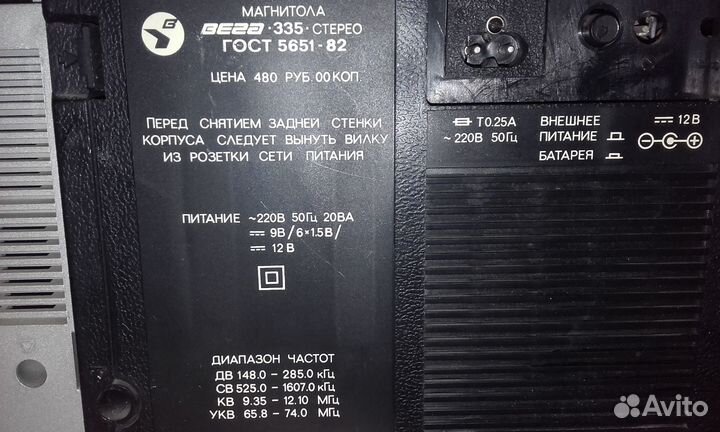 МАГНИТОЛА
ВЕГА · 335 · СТЕРЕО
ГОСТ 5651 - 82
ЦЕНА 480 РУБ. 00 КОП.
ПЕРЕД СНЯТИЕМ ЗАДНЕЙ СТЕНКИ
КОРПУСА СЛЕДУЕТ ВЫНУТЬ ВИЛКУ
ИЗ РОЗЕТКИ СЕТИ ПИТАНИЯ
ПИТАНИЕ ~220В 50Гц 20ВА
9В / 6×1.5В /
12 В
ДИАПАЗОН ЧАСТОТ
ДВ 148.0 – 285.0 кГц
СВ 525.0 – 1607.0 кГц
КВ 9.35 – 12.10 МГц
УКВ 65.8 – 74.0 МГц
Т0.25А
~ 220В 50Гц
ВНЕШНЕЕ
ПИТАНИЕ
БАТАРЕЯ
12 В
Avito